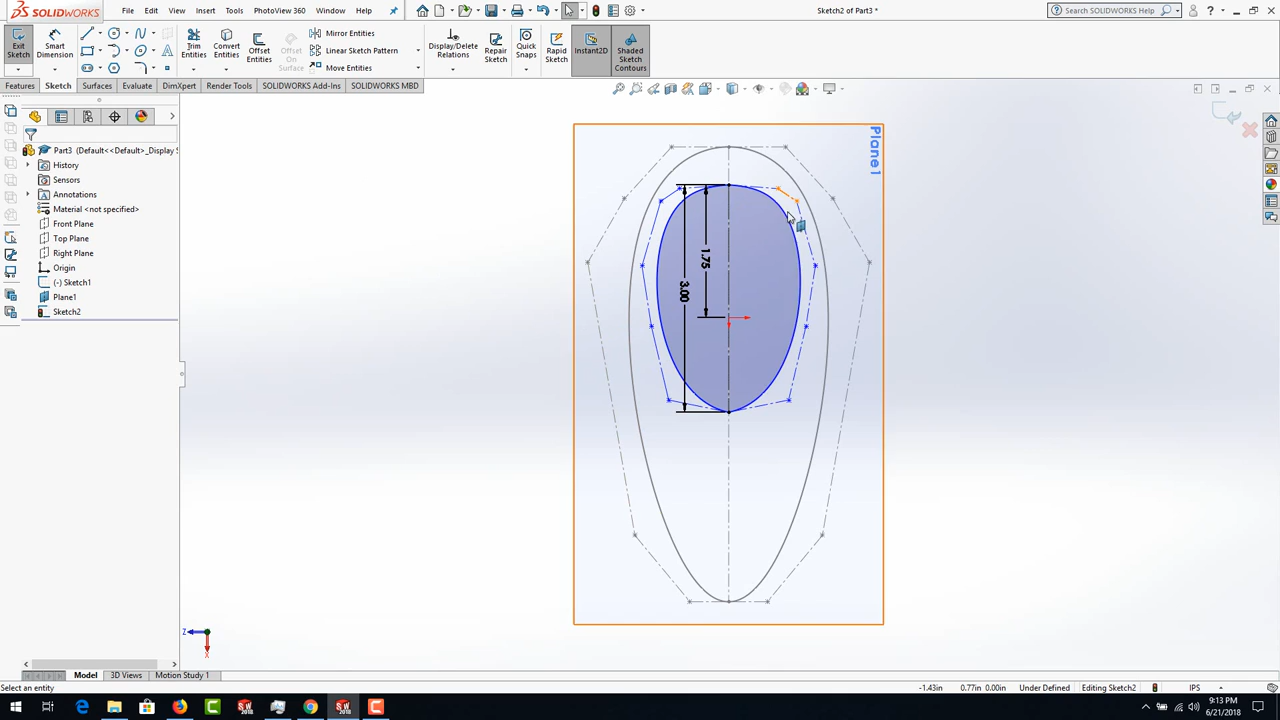 SOLIDWORKS
File Edit View Insert Tools PhotoView 360 Window Help
Sketch2 of Part3 *
Search SOLIDWORKS Help
Exit Sketch
Smart Dimension
Trim Entities
Convert Entities
Offset Entities
Offset On Surface
Mirror Entities
Linear Sketch Pattern
Move Entities
Display/Delete Relations
Repair Sketch
Quick Snaps
Rapid Sketch
Instant2D
Shaded Sketch Contours
Features Sketch Surfaces Evaluate DimXpert Render Tools SOLIDWORKS Add-Ins SOLIDWORKS MBD
Part3 (Default<<Default>_Display S
History
Sensors
Annotations
Material <not specified>
Front Plane
Top Plane
Right Plane
Origin
(-) Sketch1
Plane1
Sketch2
Plane1
1.75
3.00
Z
X
Model 3D Views Motion Study 1
Select an entity
-1.43in 0.77in 0.00in Under Defined Editing Sketch2 IPS
9:13 PM
6/21/2018